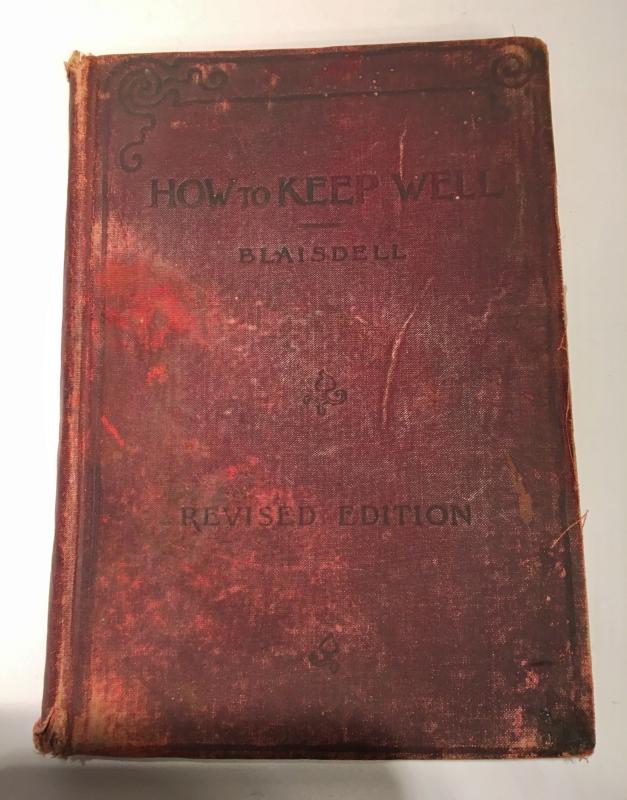 HOW TO KEEP WELL
BLAISDELL
REVISED EDITION